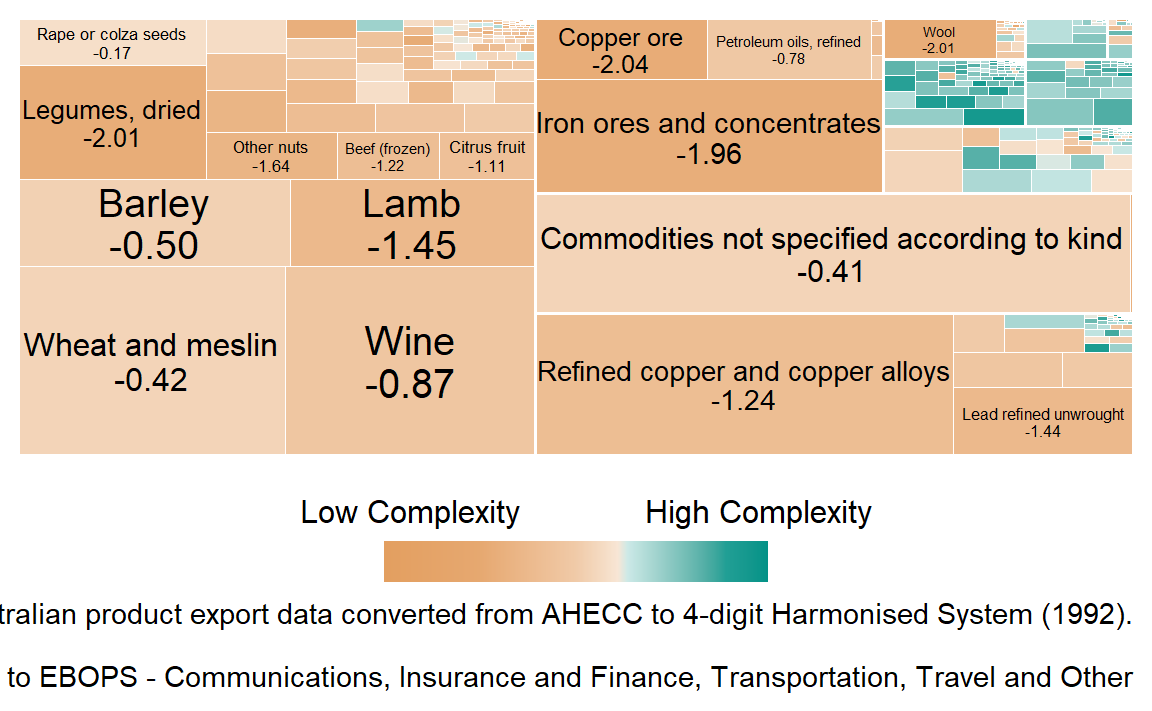 Rape or colza seeds
-0.17
Legumes, dried
-2.01
Other nuts
-1.64
Beef (frozen)
-1.22
Citrus fruit
-1.11
Barley
-0.50
Lamb
-1.45
Wheat and meslin
-0.42
Wine
-0.87
Copper ore
-2.04
Petroleum oils, refined
-0.78
Iron ores and concentrates
-1.96
Wool
-2.01
Commodities not specified according to kind
-0.41
Refined copper and copper alloys
-1.24
Lead refined unwrought
-1.44
Low Complexity
High Complexity
tralian product export data converted from AHECC to 4-digit Harmonised System (1992).
to EBOPS - Communications, Insurance and Finance, Transportation, Travel and Other